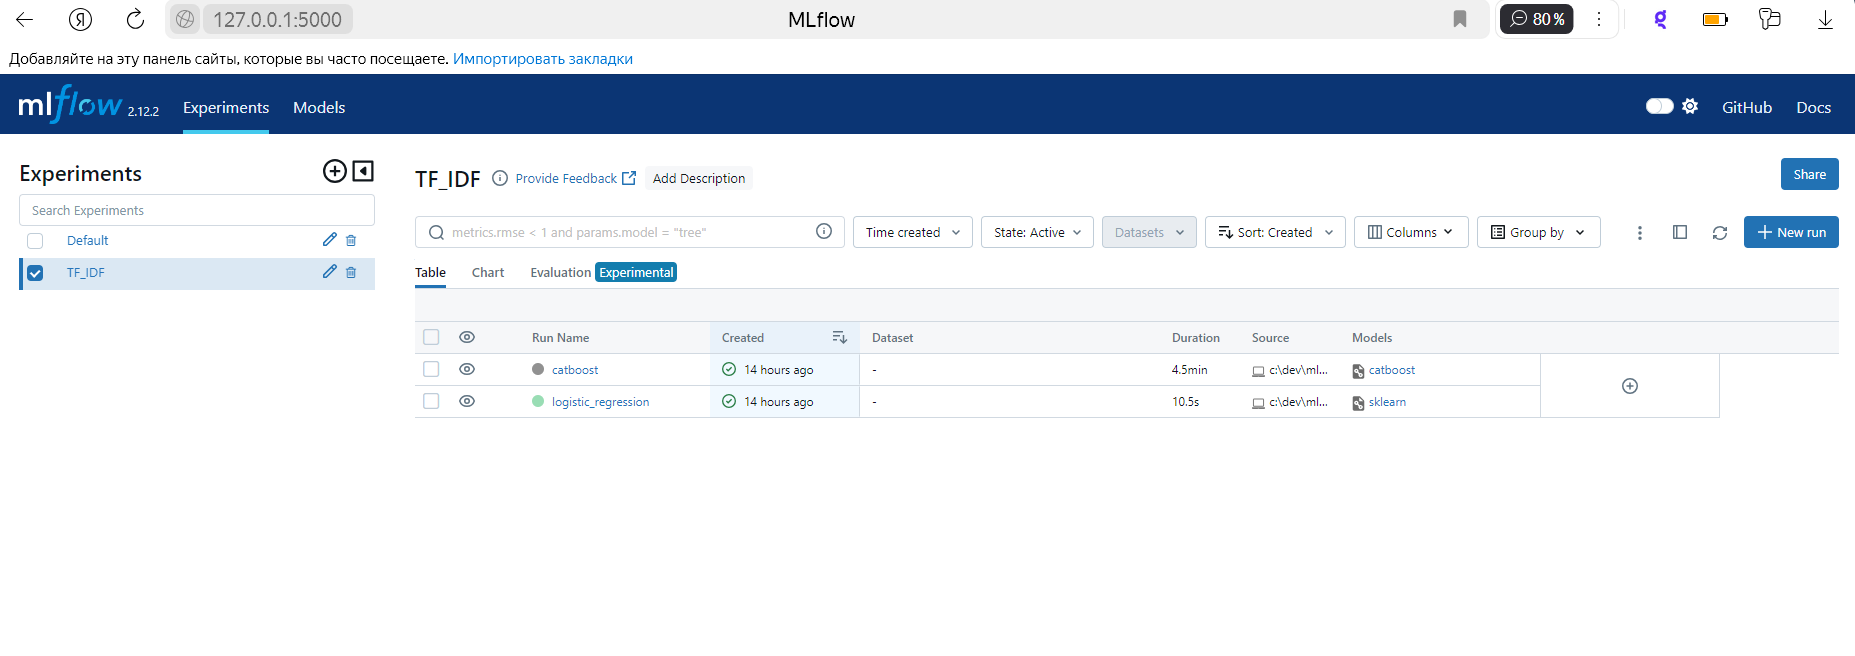 127.0.0.1:5000 MLflow 80 %
Добавляйте на эту панель сайты, которые вы часто посещаете. Импортировать закладки
mlflow 2.12.2 Experiments Models GitHub Docs
Experiments
Search Experiments
Default
TF_IDF
TF_IDF Provide Feedback Add Description Share
metrics.rmse < 1 and params.model = "tree" Time created State: Active Datasets Sort: Created Columns Group by New run
Table Chart Evaluation Experimental
Run Name Created Dataset Duration Source Models
catboost 14 hours ago - 4.5min c:\dev\ml... catboost
logistic_regression 14 hours ago - 10.5s c:\dev\ml... sklearn